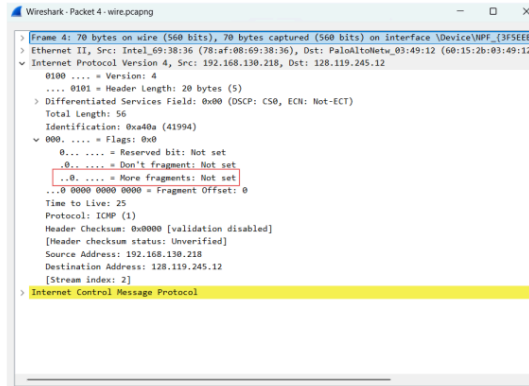 Wireshark · Packet 4 · wire.pcapng
Frame 4: 70 bytes on wire (560 bits), 70 bytes captured (560 bits) on interface \Device\NPF_{3F5EEE
Ethernet II, Src: Intel_69:38:36 (78:af:08:69:38:36), Dst: PaloAltoNetw_03:49:12 (60:15:2b:03:49:12
Internet Protocol Version 4, Src: 192.168.130.218, Dst: 128.119.245.12
0100 .... = Version: 4
.... 0101 = Header Length: 20 bytes (5)
Differentiated Services Field: 0x00 (DSCP: CS0, ECN: Not-ECT)
Total Length: 56
Identification: 0xa40a (41994)
000. .... = Flags: 0x0
0... .... = Reserved bit: Not set
.0.. .... = Don't fragment: Not set
..0. .... = More fragments: Not set
...0 0000 0000 0000 = Fragment Offset: 0
Time to Live: 25
Protocol: ICMP (1)
Header Checksum: 0x0000 [validation disabled]
[Header checksum status: Unverified]
Source Address: 192.168.130.218
Destination Address: 128.119.245.12
[Stream index: 2]
Internet Control Message Protocol